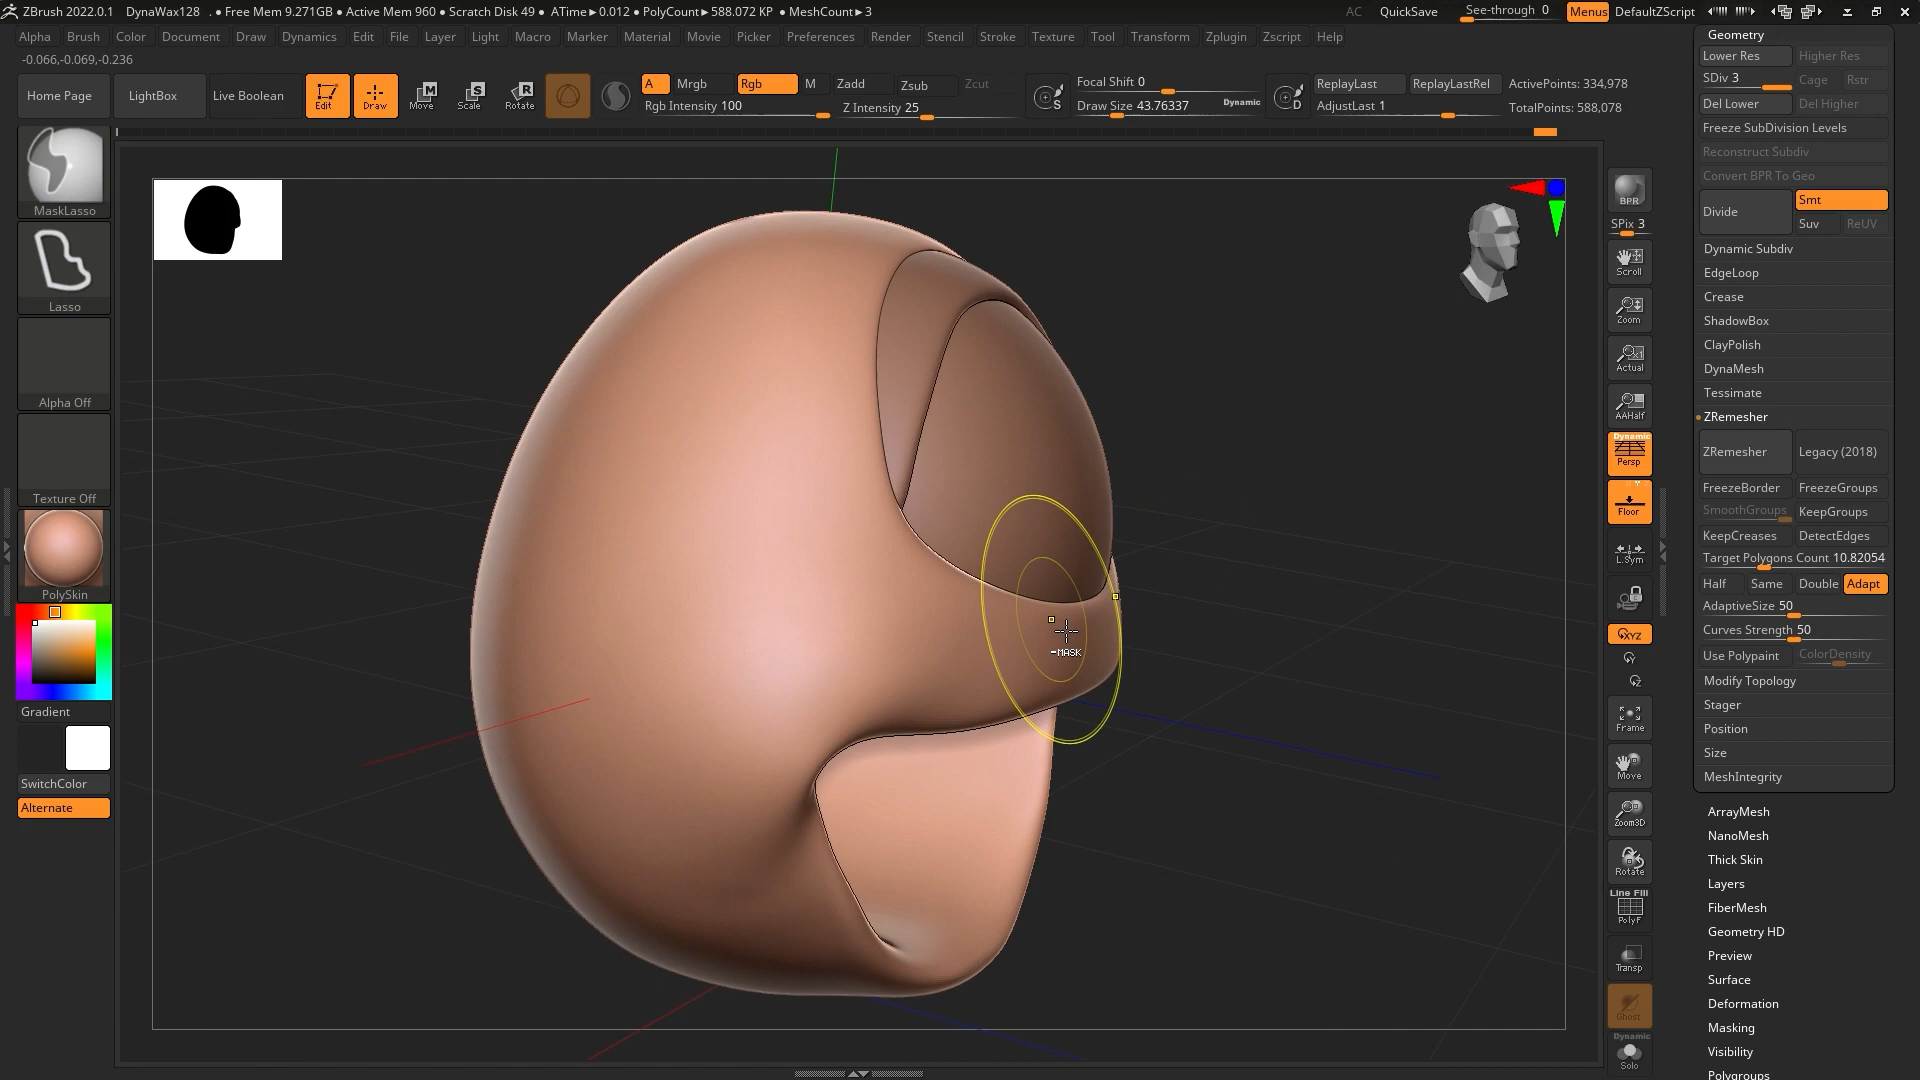 ZBrush 2022.0.1 DynaWax128 . ● Free Mem 9.271GB ● Active Mem 960 ● Scratch Disk 49 ● ATime►0.012 ● PolyCount►588.072 KP ● MeshCount►3 AC QuickSave See-through 0 Menus DefaultZScript
Alpha Brush Color Document Draw Dynamics Edit File Layer Light Macro Marker Material Movie Picker Preferences Render Stencil Stroke Texture Tool Transform Zplugin Zscript Help
-0.066,-0.069,-0.236
Home Page LightBox Live Boolean Edit Draw Move Scale Rotate
A Mrgb Rgb M Zadd Zsub Zcut
Rgb Intensity 100 Z Intensity 25
Focal Shift 0
Draw Size 43.76337 Dynamic
ReplayLast ReplayLastRel ActivePoints: 334,978
AdjustLast 1 TotalPoints: 588,078
MaskLasso
Lasso
Alpha Off
Texture Off
PolySkin
Gradient
SwitchColor
Alternate
-MASK
BPR
SPix 3
Scroll
Zoom
Actual
AAHalf
Dynamic
Persp
Floor
L.Sym
XYZ
Y
Z
Frame
Move
Zoom3D
Rotate
Line Fill
PolyF
Transp
Ghost
Dynamic
Solo
Geometry
Lower Res Higher Res
SDiv 3 Cage Rstr
Del Lower Del Higher
Freeze SubDivision Levels
Reconstruct Subdiv
Convert BPR To Geo
Divide Smt
Suv ReUV
Dynamic Subdiv
EdgeLoop
Crease
ShadowBox
ClayPolish
DynaMesh
Tessimate
ZRemesher
ZRemesher Legacy (2018)
FreezeBorder FreezeGroups
SmoothGroups KeepGroups
KeepCreases DetectEdges
Target Polygons Count 10.82054
Half Same Double Adapt
AdaptiveSize 50
Curves Strength 50
Use Polypaint ColorDensity
Modify Topology
Stager
Position
Size
MeshIntegrity
ArrayMesh
NanoMesh
Thick Skin
Layers
FiberMesh
Geometry HD
Preview
Surface
Deformation
Masking
Visibility
Polygroups